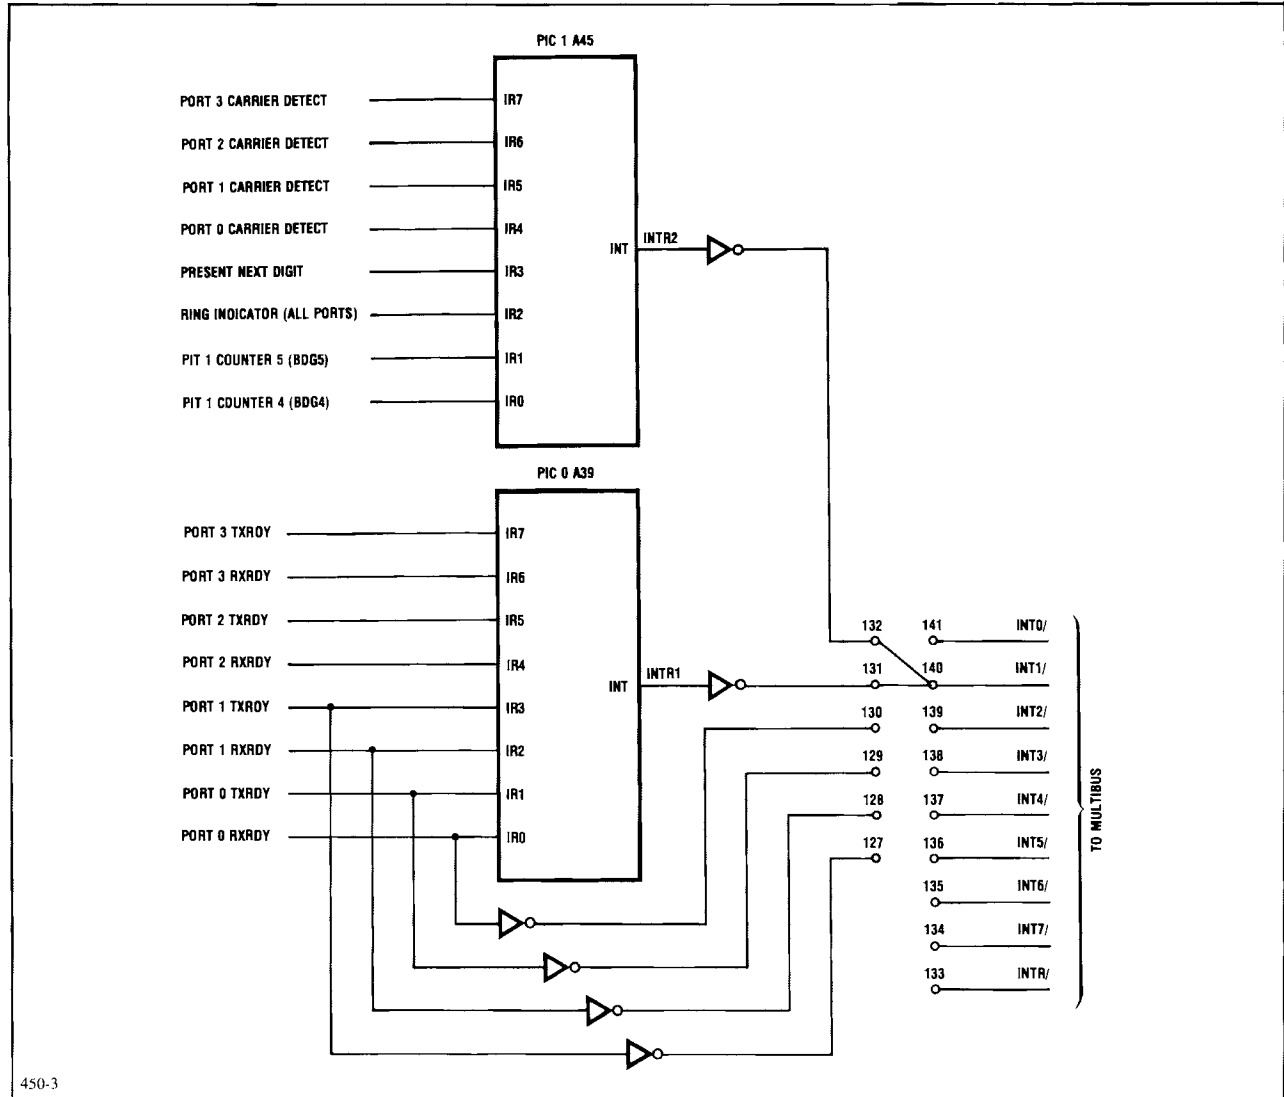 PIC 1 A45
PORT 3 CARRIER DETECT
IR7
PORT 2 CARRIER DETECT
IR6
PORT 1 CARRIER DETECT
IR5
PORT 0 CARRIER DETECT
IR4
INT
INTR2
PRESENT NEXT DIGIT
IR3
RING INDICATOR (ALL PORTS)
IR2
PIT 1 COUNTER 5 (BDG5)
IR1
PIT 1 COUNTER 4 (BDG4)
IR0
PIC 0 A39
PORT 3 TXRDY
IR7
PORT 3 RXRDY
IR6
PORT 2 TXRDY
IR5
PORT 2 RXRDY
IR4
INT
INTR1
PORT 1 TXRDY
IR3
PORT 1 RXRDY
IR2
PORT 0 TXRDY
IR1
PORT 0 RXRDY
IR0
132
141
INT0/
131
140
INT1/
130
139
INT2/
129
138
INT3/
128
137
INT4/
127
136
INT5/
135
INT6/
134
INT7/
133
INTR/
TO MULTIBUS
450-3